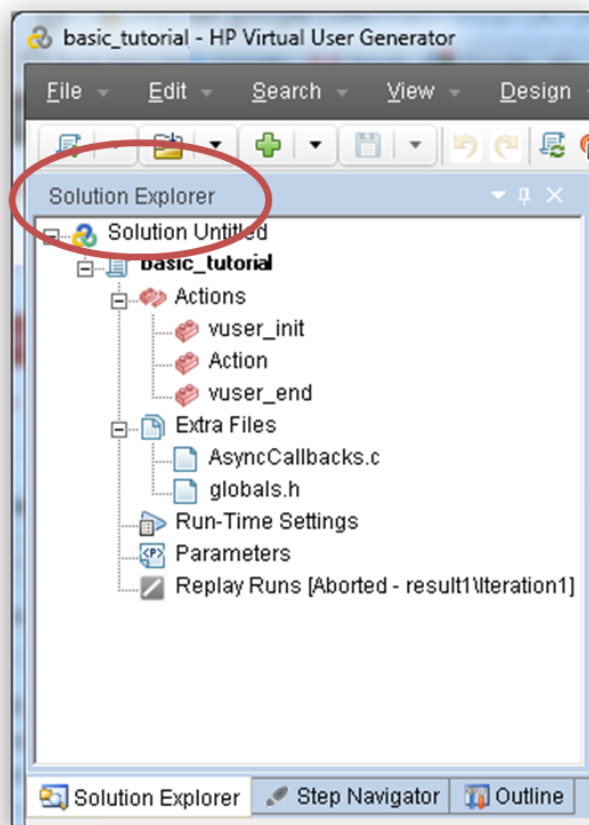 basic_tutorial - HP Virtual User Generator
File Edit Search View Design
Solution Explorer
Solution Untitled
basic_tutorial
Actions
vuser_init
Action
vuser_end
Extra Files
AsyncCallbacks.c
globals.h
Run-Time Settings
<P> Parameters
Replay Runs [Aborted - result1\Iteration1]
Solution Explorer Step Navigator Outline